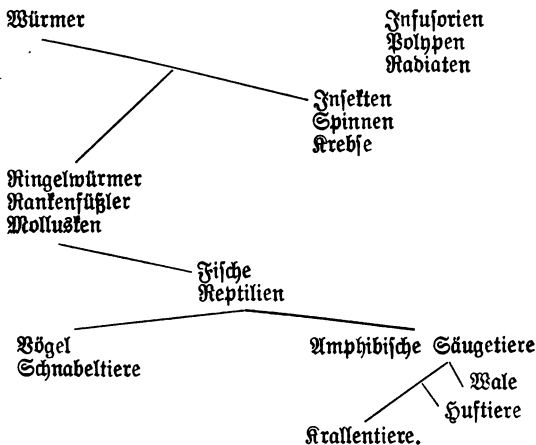 Würmer
Infusorien
Polypen
Radiaten
Insekten
Spinnen
Krebse
Ringelwürmer
Rankenfüßler
Mollusken
Fische
Reptilien
Vögel
Schnabeltiere
Amphibische Säugetiere
Wale
Huftiere
Krallentiere.